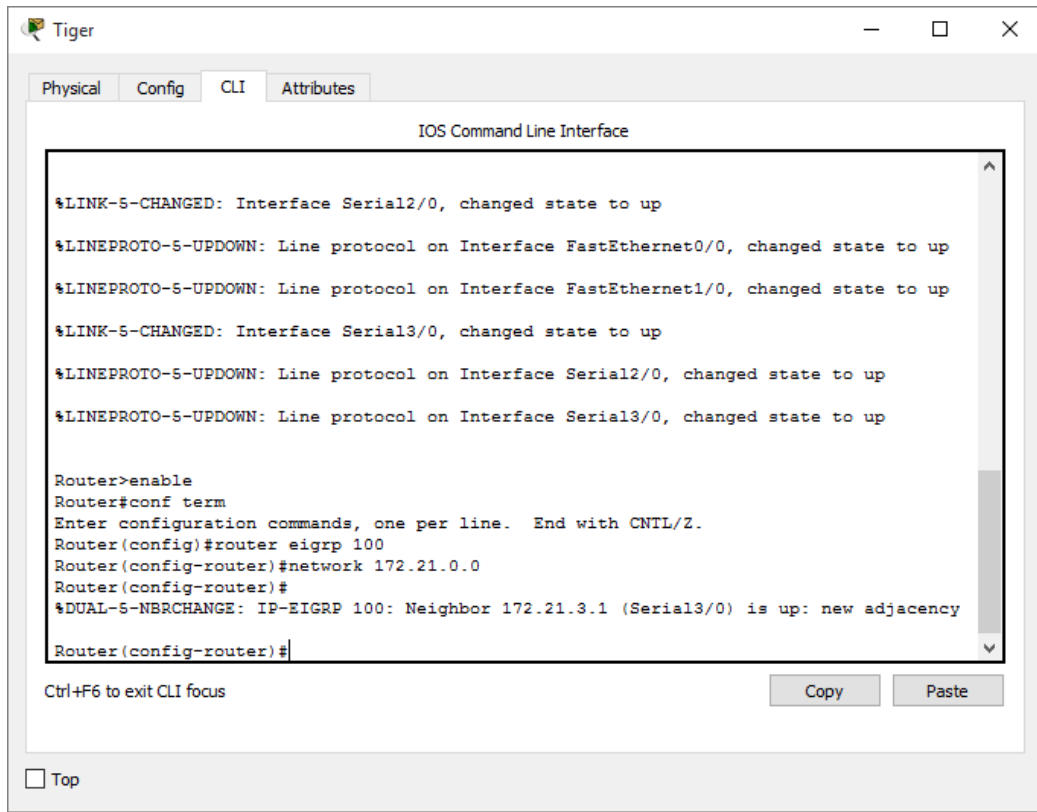 Tiger
Physical Config CLI Attributes
IOS Command Line Interface
%LINK-5-CHANGED: Interface Serial2/0, changed state to up
%LINEPROTO-5-UPDOWN: Line protocol on Interface FastEthernet0/0, changed state to up
%LINEPROTO-5-UPDOWN: Line protocol on Interface FastEthernet1/0, changed state to up
%LINK-5-CHANGED: Interface Serial3/0, changed state to up
%LINEPROTO-5-UPDOWN: Line protocol on Interface Serial2/0, changed state to up
%LINEPROTO-5-UPDOWN: Line protocol on Interface Serial3/0, changed state to up
Router>enable
Router#conf term
Enter configuration commands, one per line.  End with CNTL/Z.
Router(config)#router eigrp 100
Router(config-router)#network 172.21.0.0
Router(config-router)#
%DUAL-5-NBRCHANGE: IP-EIGRP 100: Neighbor 172.21.3.1 (Serial3/0) is up: new adjacency
Router(config-router)#
Ctrl+F6 to exit CLI focus
Copy Paste
Top